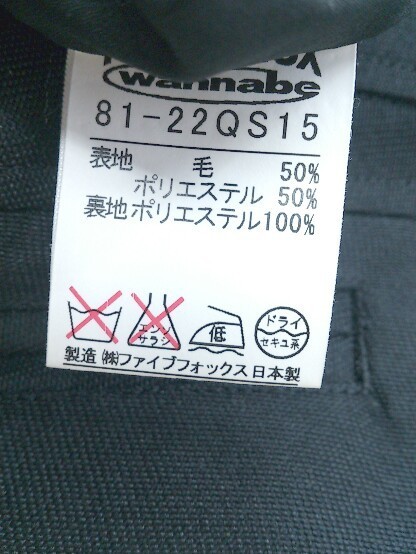 wannabe
81-22QS15
表地 毛 50%
ポリエステル 50%
裏地 ポリエステル100%
エンソ
サラシ
低
ドライ
セキユ系
製造 ㈱ファイブフォックス 日本製